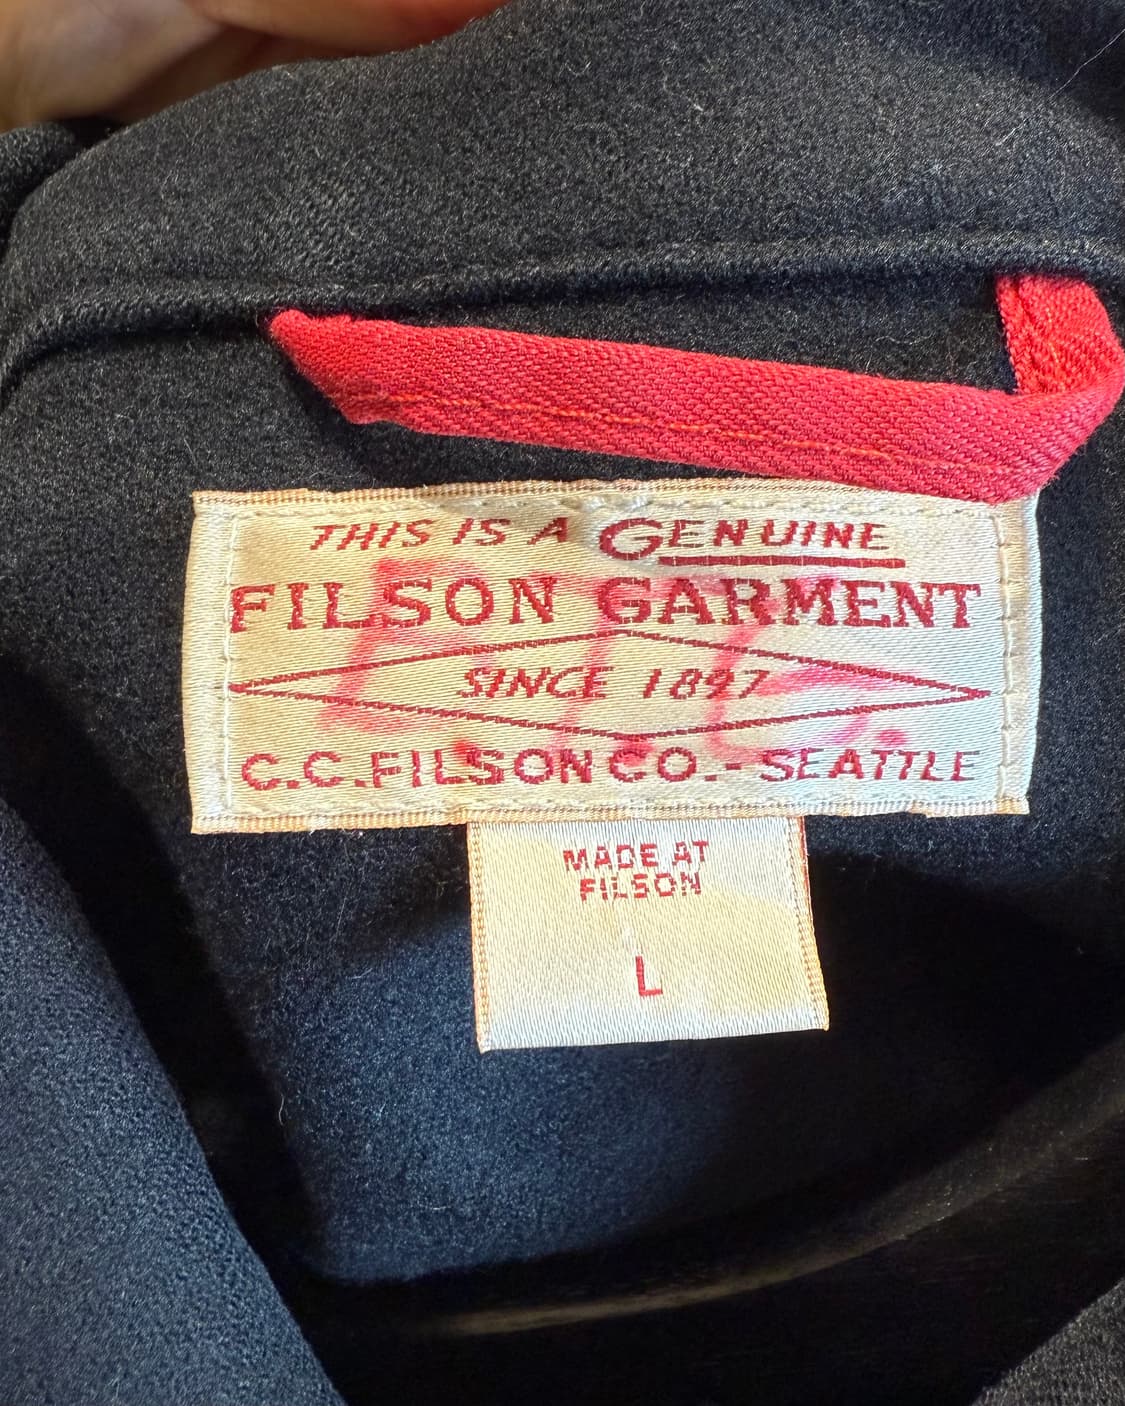 THIS IS A GENUINE
FILSON GARMENT
SINCE 1897
C.C. FILSON CO. - SEATTLE
MADE AT
FILSON
L